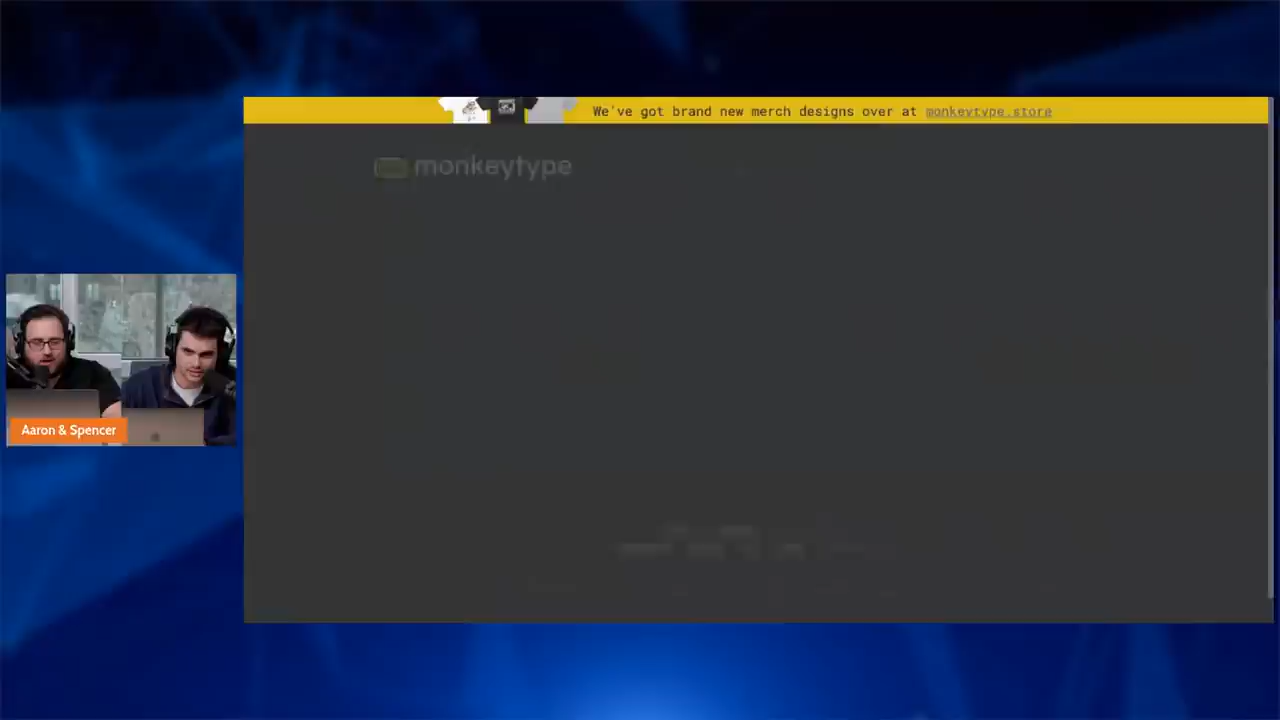 We've got brand new merch designs over at monkeytype.store
monkeytype
Aaron & Spencer